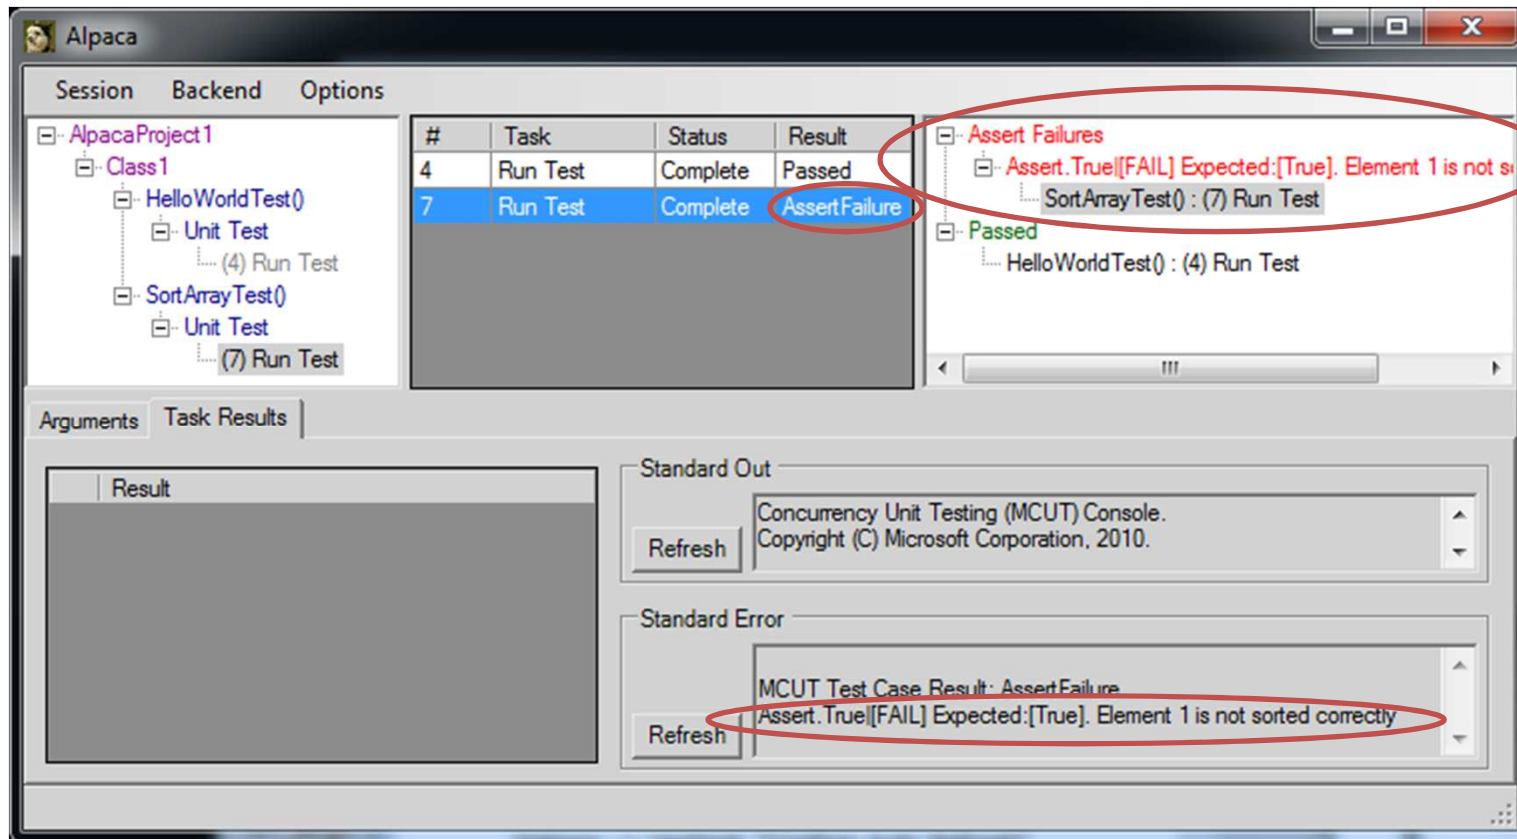 Alpaca
Session Backend Options
AlpacaProject1
Class1
HelloWorldTest()
Unit Test
(4) Run Test
SortArrayTest()
Unit Test
(7) Run Test
# Task Status Result
4 Run Test Complete Passed
7 Run Test Complete AssertFailure
Assert Failures
Assert.True|[FAIL] Expected:[True]. Element 1 is not s
SortArrayTest() : (7) Run Test
Passed
HelloWorldTest() : (4) Run Test
Arguments Task Results
Result
Standard Out
Refresh
Concurrency Unit Testing (MCUT) Console.
Copyright (C) Microsoft Corporation, 2010.
Standard Error
Refresh
MCUT Test Case Result: AssertFailure
Assert.True|[FAIL] Expected:[True]. Element 1 is not sorted correctly